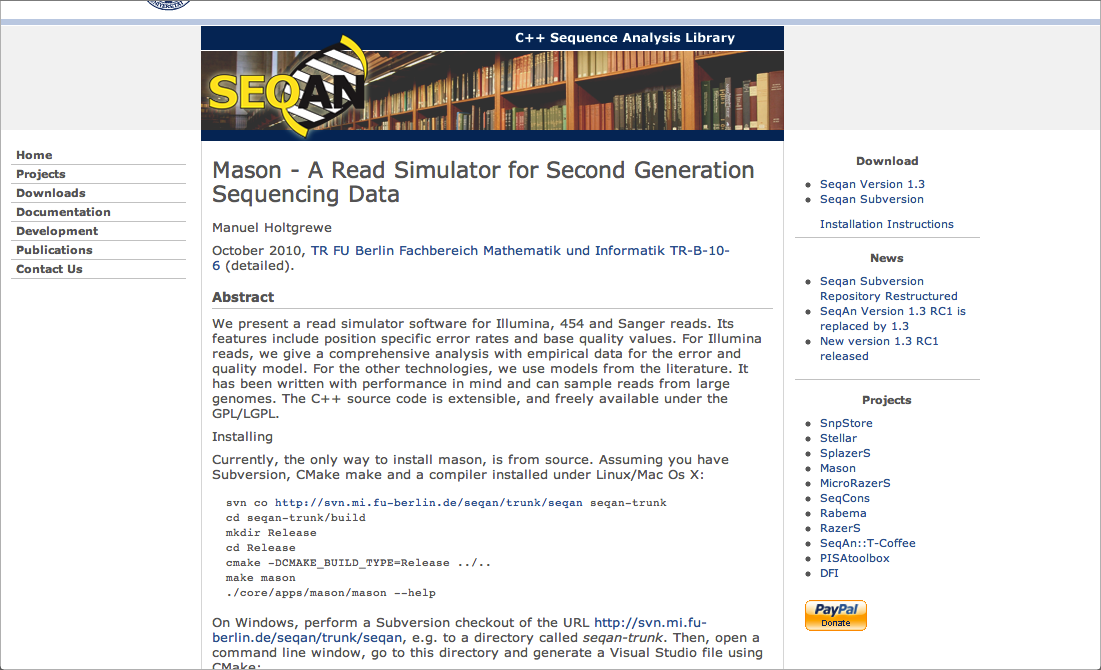 C++ Sequence Analysis Library
SEQAN
Home
Projects
Downloads
Documentation
Development
Publications
Contact Us
Mason - A Read Simulator for Second Generation
Sequencing Data
Manuel Holtgrewe
October 2010, TR FU Berlin Fachbereich Mathematik und Informatik TR-B-10-
6 (detailed).
Abstract
We present a read simulator software for Illumina, 454 and Sanger reads. Its
features include position specific error rates and base quality values. For Illumina
reads, we give a comprehensive analysis with empirical data for the error and
quality model. For the other technologies, we use models from the literature. It
has been written with performance in mind and can sample reads from large
genomes. The C++ source code is extensible, and freely available under the
GPL/LGPL.
Installing
Currently, the only way to install mason, is from source. Assuming you have
Subversion, CMake make and a compiler installed under Linux/Mac Os X:
svn co http://svn.mi.fu-berlin.de/seqan/trunk/seqan seqan-trunk
cd seqan-trunk/build
mkdir Release
cd Release
cmake -DCMAKE_BUILD_TYPE=Release ../..
make mason
./core/apps/mason/mason --help
On Windows, perform a Subversion checkout of the URL http://svn.mi.fu-
berlin.de/seqan/trunk/seqan, e.g. to a directory called seqan-trunk. Then, open a
command line window, go to this directory and generate a Visual Studio file using
CMake:
Download
Seqan Version 1.3
Seqan Subversion
Installation Instructions
News
Seqan Subversion
Repository Restructured
SeqAn Version 1.3 RC1 is
replaced by 1.3
New version 1.3 RC1
released
Projects
SnpStore
Stellar
SplazerS
Mason
MicroRazerS
SeqCons
Rabema
RazerS
SeqAn::T-Coffee
PISAtoolbox
DFI
PayPal
Donate